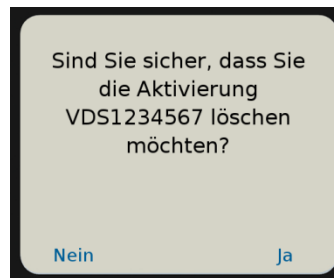 Sind Sie sicher, dass Sie
die Aktivierung
VDS1234567 löschen
möchten?
Nein Ja